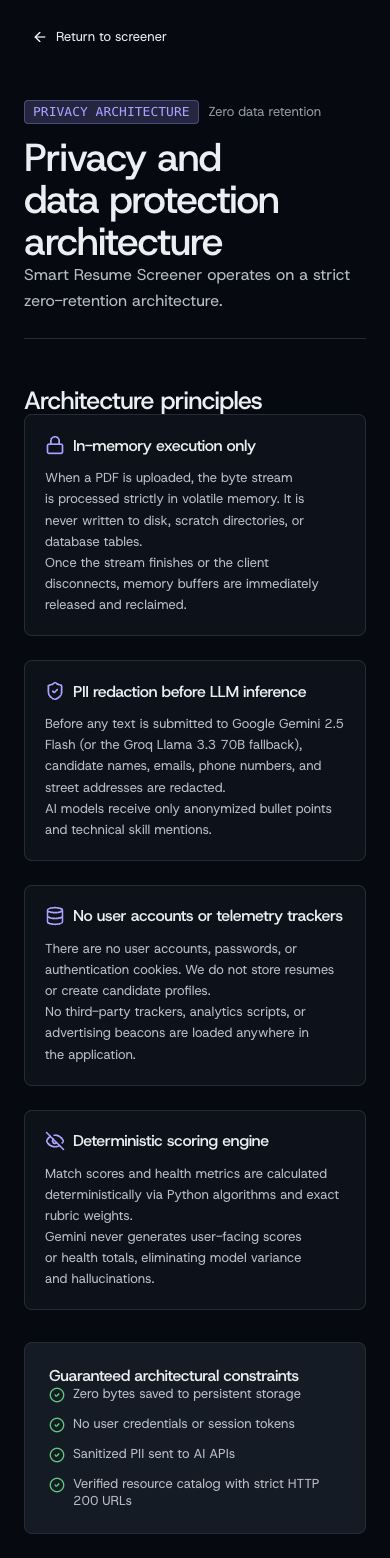 Return to screener
PRIVACY ARCHITECTURE Zero data retention
Privacy and
data protection
architecture
Smart Resume Screener operates on a strict
zero-retention architecture.
Architecture principles
In-memory execution only
When a PDF is uploaded, the byte stream
is processed strictly in volatile memory. It is
never written to disk, scratch directories, or
database tables.
Once the stream finishes or the client
disconnects, memory buffers are immediately
released and reclaimed.
PII redaction before LLM inference
Before any text is submitted to Google Gemini 2.5
Flash (or the Groq Llama 3.3 70B fallback),
candidate names, emails, phone numbers, and
street addresses are redacted.
AI models receive only anonymized bullet points
and technical skill mentions.
No user accounts or telemetry trackers
There are no user accounts, passwords, or
authentication cookies. We do not store resumes
or create candidate profiles.
No third-party trackers, analytics scripts, or
advertising beacons are loaded anywhere in
the application.
Deterministic scoring engine
Match scores and health metrics are calculated
deterministically via Python algorithms and exact
rubric weights.
Gemini never generates user-facing scores
or health totals, eliminating model variance
and hallucinations.
Guaranteed architectural constraints
Zero bytes saved to persistent storage
No user credentials or session tokens
Sanitized PII sent to AI APIs
Verified resource catalog with strict HTTP
200 URLs